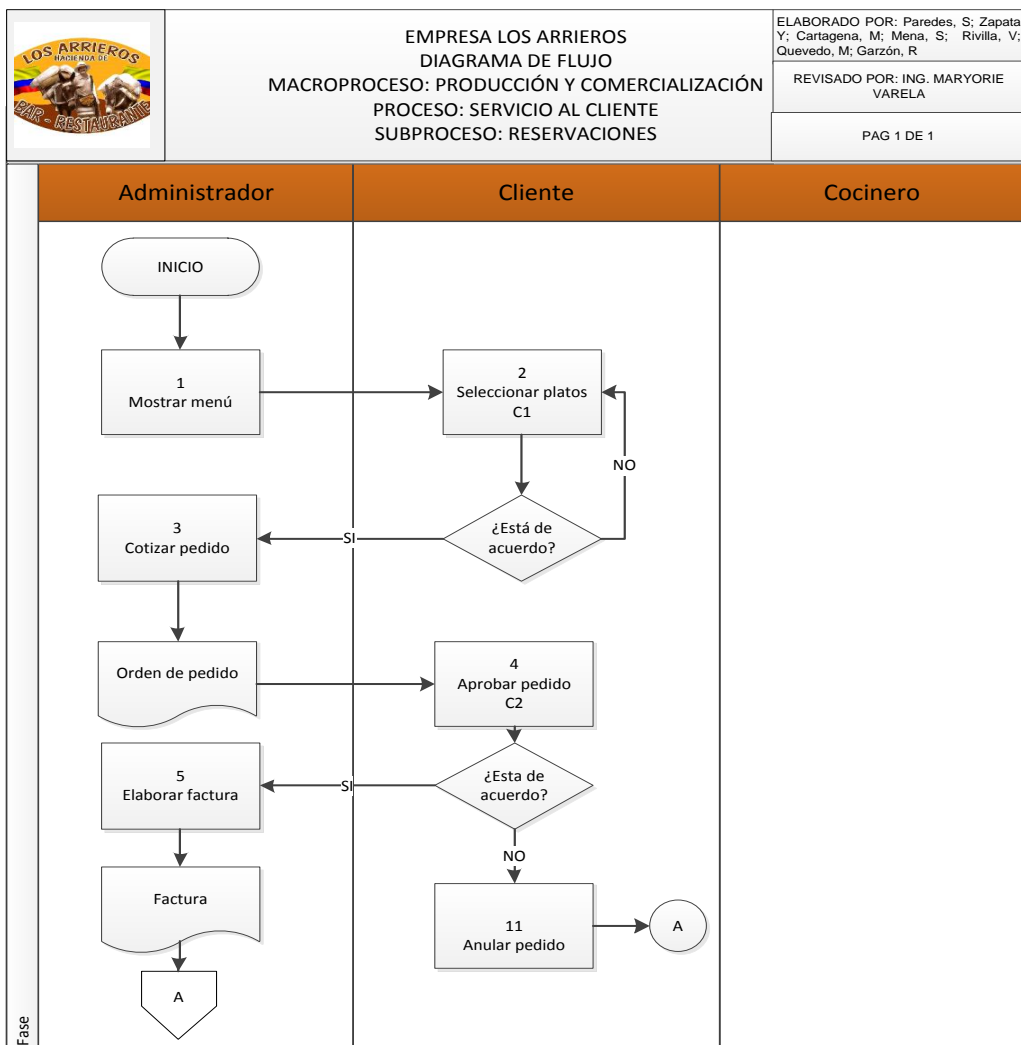 LOS ARRIEROS
HACIENDA DE
BAR - RESTAURANTE
EMPRESA LOS ARRIEROS
DIAGRAMA DE FLUJO
MACROPROCESO: PRODUCCIÓN Y COMERCIALIZACIÓN
PROCESO: SERVICIO AL CLIENTE
SUBPROCESO: RESERVACIONES
ELABORADO POR: Paredes, S; Zapata
Y; Cartagena, M; Mena, S; Rivilla, V;
Quevedo, M; Garzón, R
REVISADO POR: ING. MARYORIE
VARELA
PAG 1 DE 1
Administrador
Cliente
Cocinero
INICIO
1
Mostrar menú
2
Seleccionar platos
C1
NO
3
Cotizar pedido
SI
¿Está de
acuerdo?
Orden de pedido
4
Aprobar pedido
C2
5
Elaborar factura
SI
¿Esta de
acuerdo?
NO
Factura
11
Anular pedido
A
A
Fase